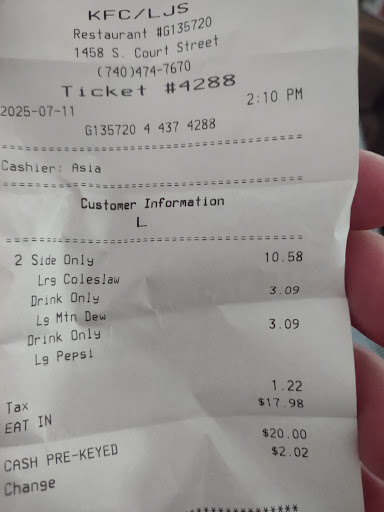 KFC/LJS
Restaurant #G135720
1458 S. Court Street
(740)474-7670
Ticket #4288
2025-07-11 2:10 PM
G135720 4 437 4288
Cashier: Asia
Customer Information
L
2 Side Only 10.58
Lrg Coleslaw
Drink Only 3.09
Lg Mtn Dew
Drink Only 3.09
Lg Pepsi
Tax 1.22
EAT IN $17.98
CASH PRE-KEYED $20.00
Change $2.02
***************